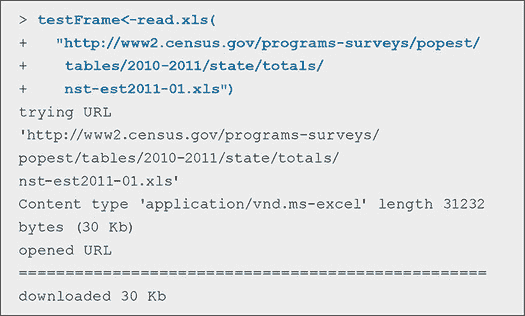 > testFrame<-read.xls(
+ "http://www2.census.gov/programs-surveys/popest/
+ tables/2010-2011/state/totals/
+ nst-est2011-01.xls")
trying URL
'http://www2.census.gov/programs-surveys/
popest/tables/2010-2011/state/totals/
nst-est2011-01.xls'
Content type 'application/vnd.ms-excel' length 31232
bytes (30 Kb)
opened URL
==================================================
downloaded 30 Kb